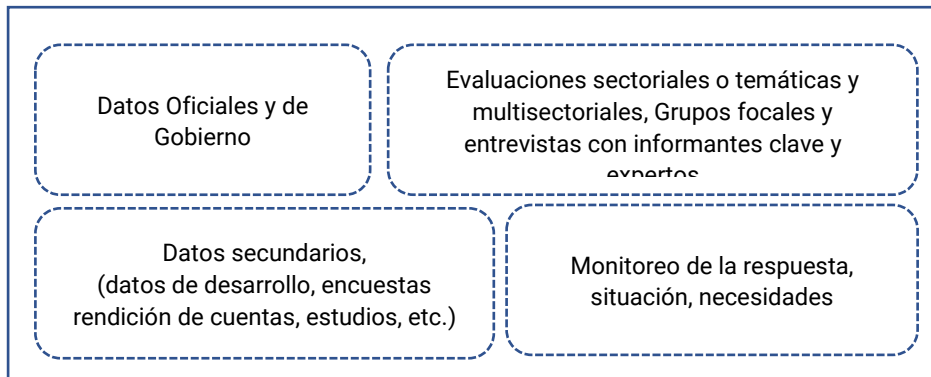 Datos Oficiales y de
Gobierno
Evaluaciones sectoriales o temáticas y
multisectoriales, Grupos focales y
entrevistas con informantes clave y
expertos
Datos secundarios,
(datos de desarrollo, encuestas
rendición de cuentas, estudios, etc.)
Monitoreo de la respuesta,
situación, necesidades